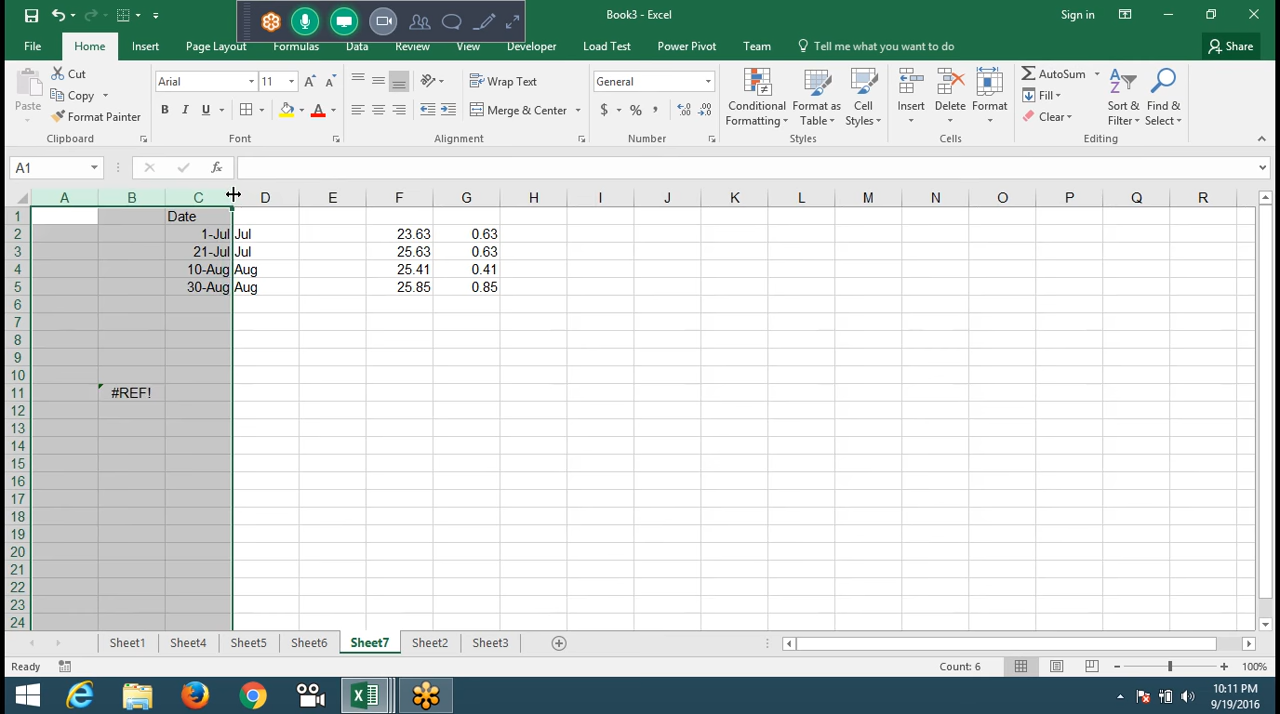 Book3 - Excel
Sign in
File Home Insert Page Layout Formulas Data Review View Developer Load Test Power Pivot Team Tell me what you want to do Share
Paste
Cut
Copy
Format Painter
Clipboard
Arial 11
B I U
Font
Wrap Text
Merge & Center
Alignment
General
$ % ,
Number
Conditional Formatting
Format as Table
Cell Styles
Styles
Insert Delete Format
Cells
AutoSum
Fill
Clear
Sort & Filter
Find & Select
Editing
A1 fx
A B C D E F G H I J K L M N O P Q R
1 Date
2 1-Jul Jul 23.63 0.63
3 21-Jul Jul 25.63 0.63
4 10-Aug Aug 25.41 0.41
5 30-Aug Aug 25.85 0.85
6
7
8
9
10
11 #REF!
12
13
14
15
16
17
18
19
20
21
22
23
24
Sheet1 Sheet4 Sheet5 Sheet6 Sheet7 Sheet2 Sheet3
Ready Count: 6 100%
10:11 PM
9/19/2016